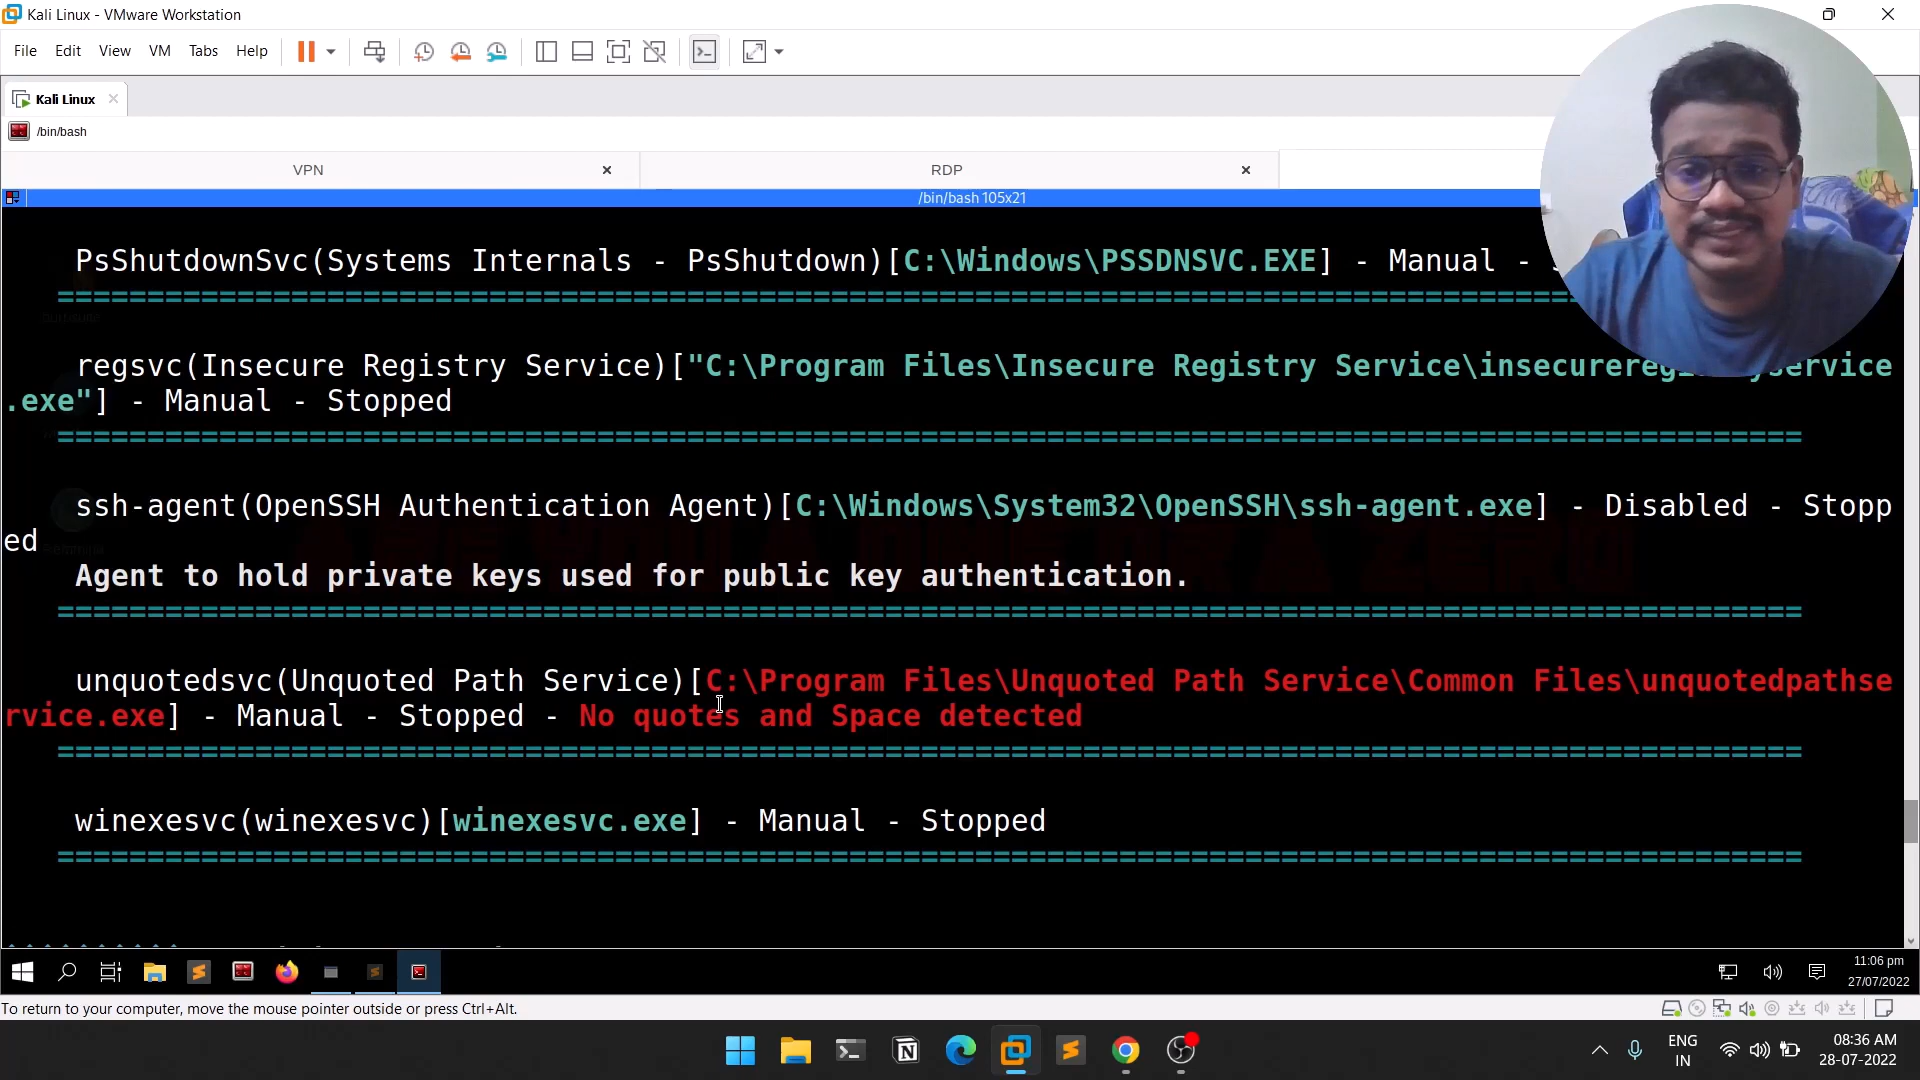 Kali Linux - VMware Workstation
File Edit View VM Tabs Help
Kali Linux
/bin/bash
VPN RDP
/bin/bash 105x21
PsShutdownSvc(Systems Internals - PsShutdown)[C:\Windows\PSSDNSVC.EXE] - Manual -
===============================================
regsvc(Insecure Registry Service)["C:\Program Files\Insecure Registry Service\
.exe"] - Manual - Stopped
===============================================
ssh-agent(OpenSSH Authentication Agent)[C:\Windows\System32\OpenSSH\ssh-agent.exe] - Disabled - Stopp
ed
Agent to hold private keys used for public key authentication.
===============================================
unquotedsvc(Unquoted Path Service)[C:\Program Files\Unquoted Path Service\Common Files\unquotedpathse
rvice.exe] - Manual - Stopped - No quotes and Space detected
===============================================
winexesvc(winexesvc)[winexesvc.exe] - Manual - Stopped
===============================================
11:06 pm
27/07/2022
To return to your computer, move the mouse pointer outside or press Ctrl+Alt.
ENG
IN
08:36 AM
28-07-2022